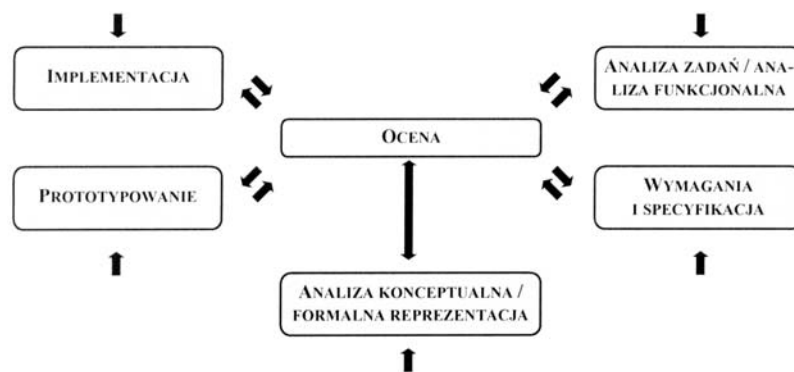 IMPLEMENTACJA
ANALIZA ZADAŃ / ANA-
LIZA FUNKCJONALNA
OCENA
PROTOTYPOWANIE
WYMAGANIA
I SPECYFIKACJA
ANALIZA KONCEPTUALNA /
FORMALNA REPREZENTACJA